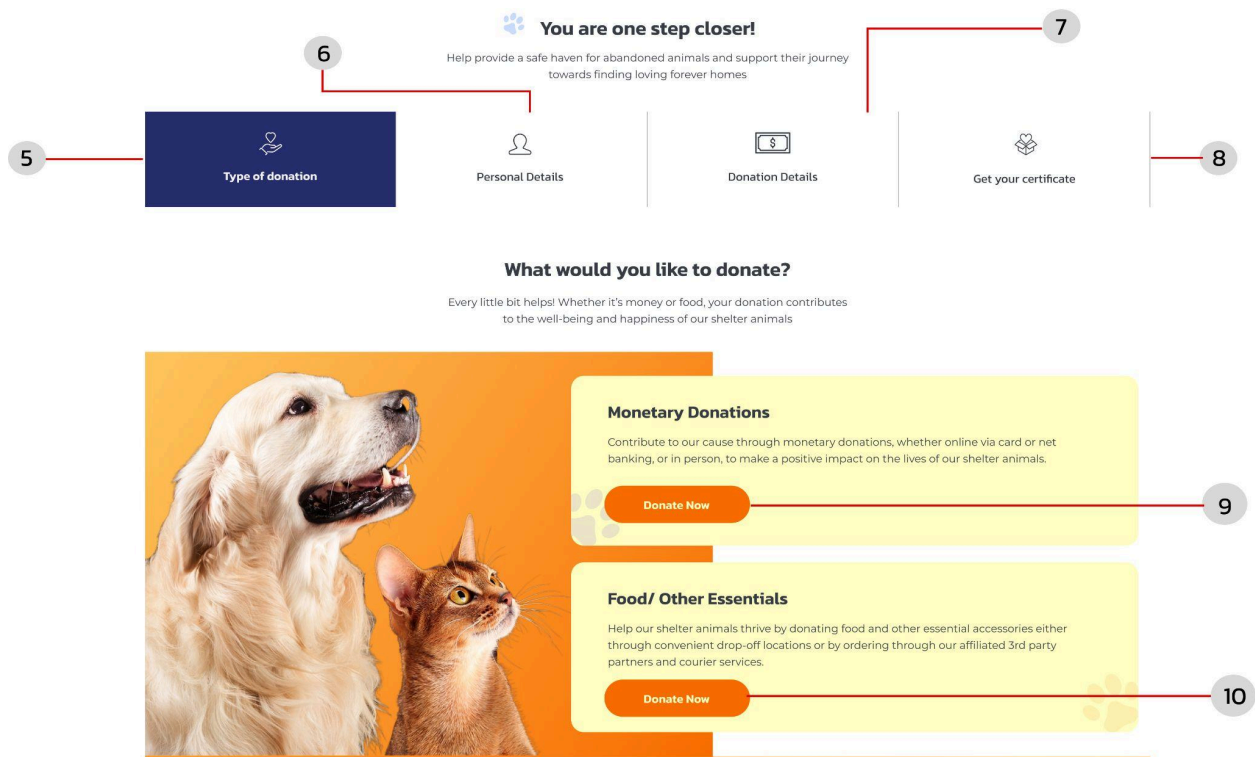 You are one step closer!
7
6
Help provide a safe haven for abandoned animals and support their journey
towards finding loving forever homes
5
$
8
Type of donation
Personal Details
Donation Details
Get your certificate
What would you like to donate?
Every little bit helps! Whether it's money or food, your donation contributes
to the well-being and happiness of our shelter animals
Monetary Donations
Contribute to our cause through monetary donations, whether online via card or net
banking, or in person, to make a positive impact on the lives of our shelter animals.
Donate Now
9
Food/ Other Essentials
Help our shelter animals thrive by donating food and other essential accessories either
through convenient drop-off locations or by ordering through our affiliated 3rd party
partners and courier services.
Donate Now
10